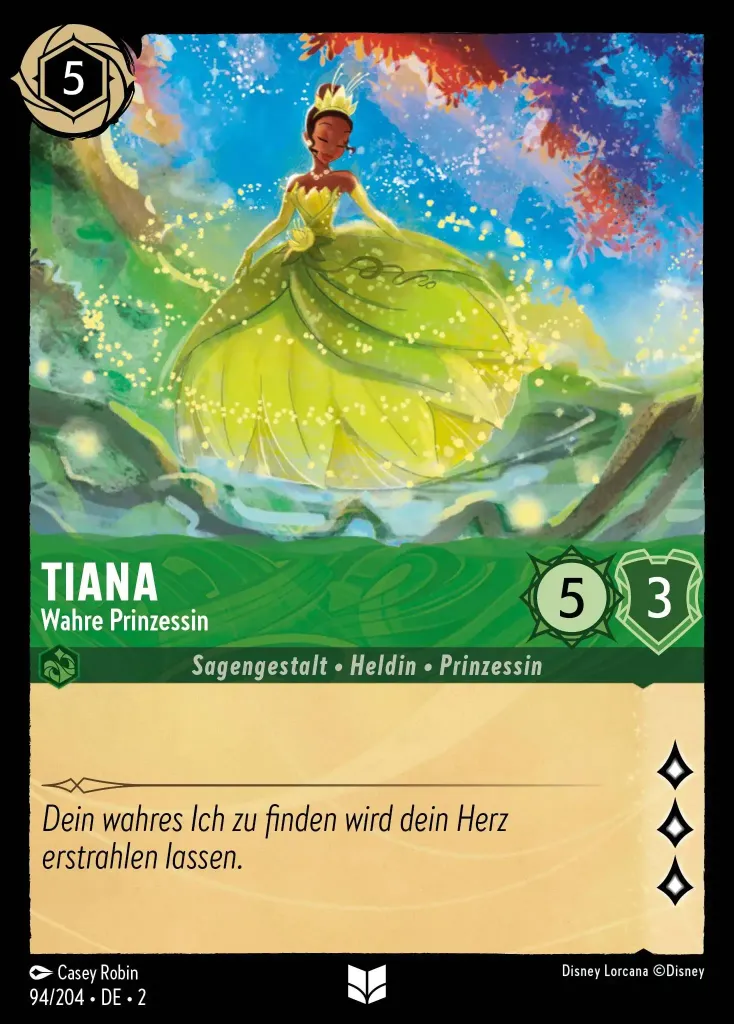 5
TIANA
Wahre Prinzessin
5
3
Sagengestalt • Heldin • Prinzessin
Dein wahres Ich zu finden wird dein Herz
erstrahlen lassen.
Casey Robin
Disney Lorcana ©Disney
94/204 • DE • 2